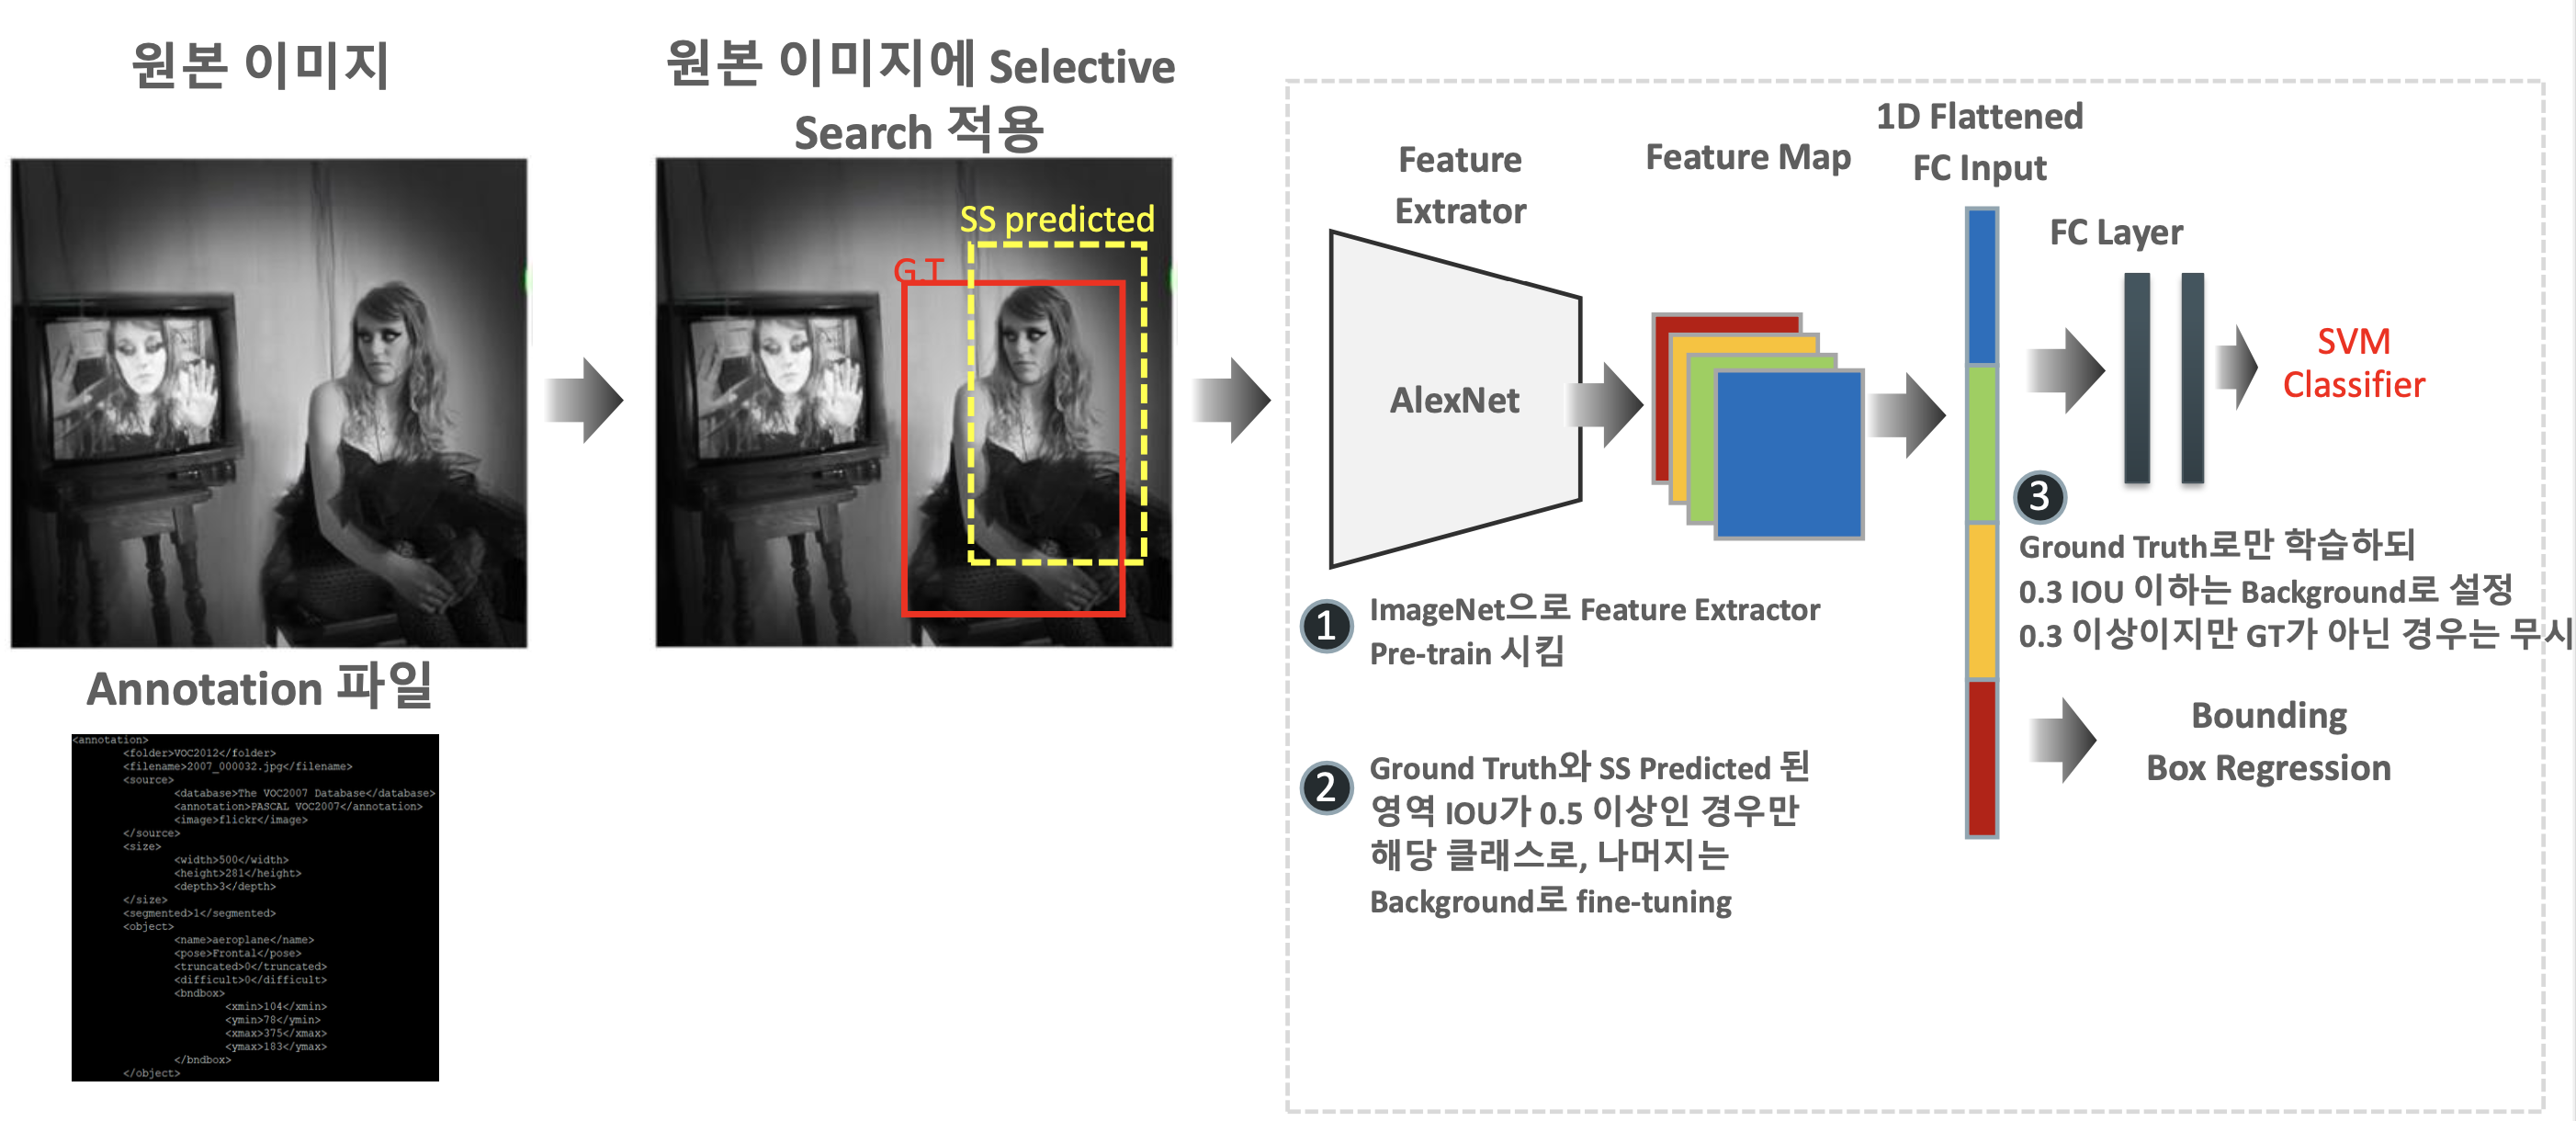 원본 이미지
원본 이미지에 Selective
Search 적용
SS predicted
G.T
Annotation 파일
<annotation>
<folder>VOC2012</folder>
<filename>2007_000032.jpg</filename>
<source>
<database>The VOC2007 Database</database>
<annotation>PASCAL VOC2007</annotation>
<image>flickr</image>
</source>
<size>
<width>500</width>
<height>281</height>
<depth>3</depth>
</size>
<segmented>1</segmented>
<object>
<name>aeroplane</name>
<pose>Frontal</pose>
<truncated>0</truncated>
<difficult>0</difficult>
<bndbox>
<xmin>104</xmin>
<ymin>78</ymin>
<xmax>375</xmax>
<ymax>183</ymax>
</bndbox>
</object>
Feature
Extrator
AlexNet
Feature Map
1D Flattened
FC Input
FC Layer
SVM
Classifier
1
ImageNet으로 Feature Extractor
Pre-train 시킴
2
Ground Truth와 SS Predicted 된
영역 IOU가 0.5 이상인 경우만
해당 클래스로, 나머지는
Background로 fine-tuning
3
Ground Truth로만 학습하되
0.3 IOU 이하는 Background로 설정
0.3 이상이지만 GT가 아닌 경우는 무시
Bounding
Box Regression